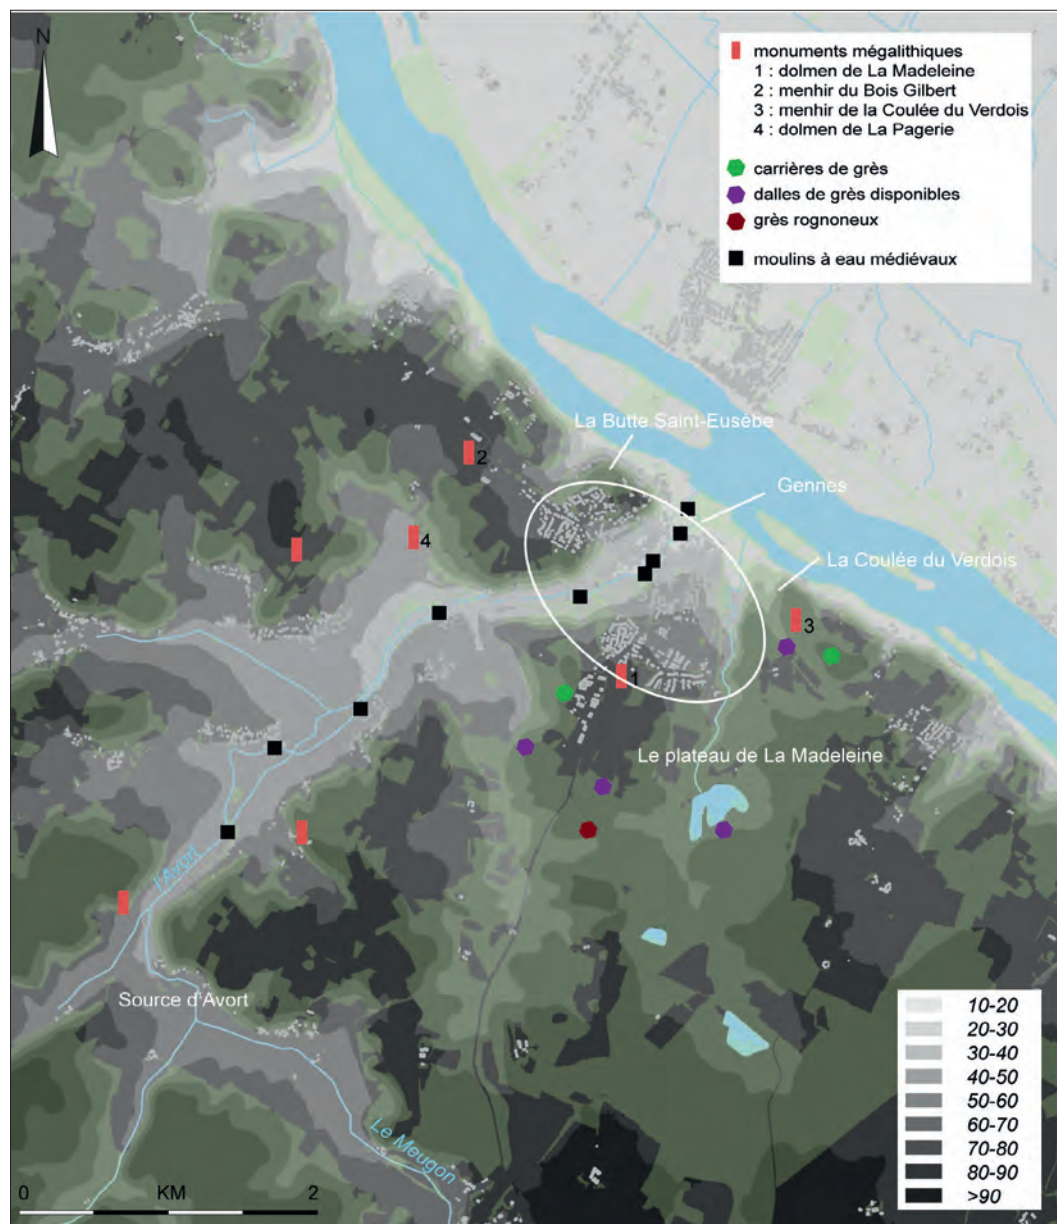 N
monuments mégalithiques
1 : dolmen de La Madeleine
2 : menhir du Bois Gilbert
3 : menhir de la Coulée du Verdois
4 : dolmen de La Pagerie
carrières de grès
dalles de grès disponibles
grès rognoneux
moulins à eau médiévaux
La Butte Saint-Eusèbe
2
Gennes
4
La Coulée du Verdois
3
1
Le plateau de La Madeleine
l'Avort
Source d'Avort
Le Meugon
10-20
20-30
30-40
40-50
50-60
60-70
70-80
80-90
>90
0 KM 2